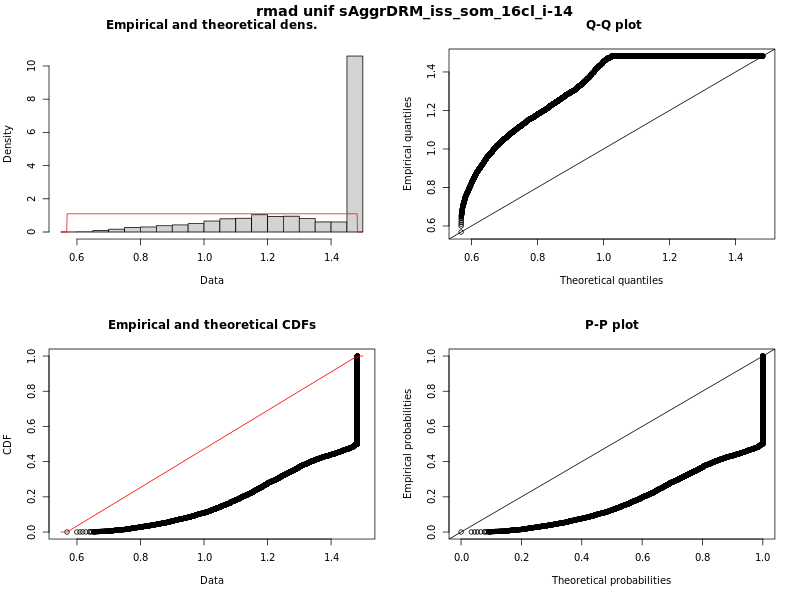 rmad unif sAggrDRM_iss_som_16cl_i-14
Empirical and theoretical dens.
Density
0 2 4 6 8 10
0.6 0.8 1.0 1.2 1.4
Data
Q-Q plot
Empirical quantiles
0.6 0.8 1.0 1.2 1.4
0.6 0.8 1.0 1.2 1.4
Theoretical quantiles
Empirical and theoretical CDFs
CDF
0.0 0.2 0.4 0.6 0.8 1.0
0.6 0.8 1.0 1.2 1.4
Data
P-P plot
Empirical probabilities
0.0 0.2 0.4 0.6 0.8 1.0
0.0 0.2 0.4 0.6 0.8 1.0
Theoretical probabilities